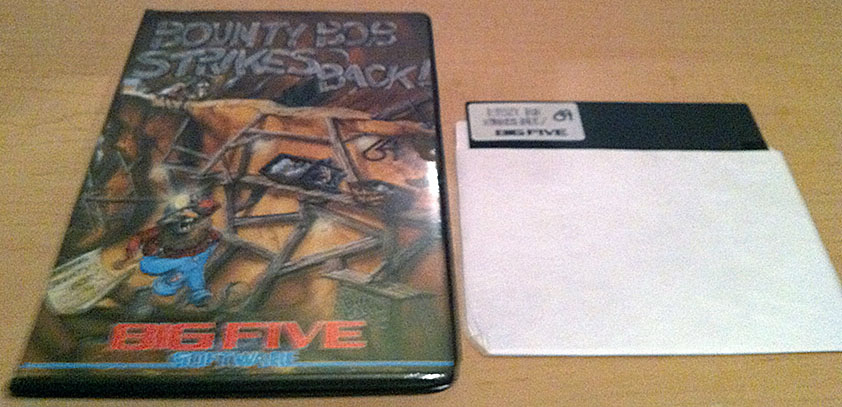 BOUNTY BOB
STRIKES
BACK!
BIG FIVE
SOFTWARE
BIG FIVE